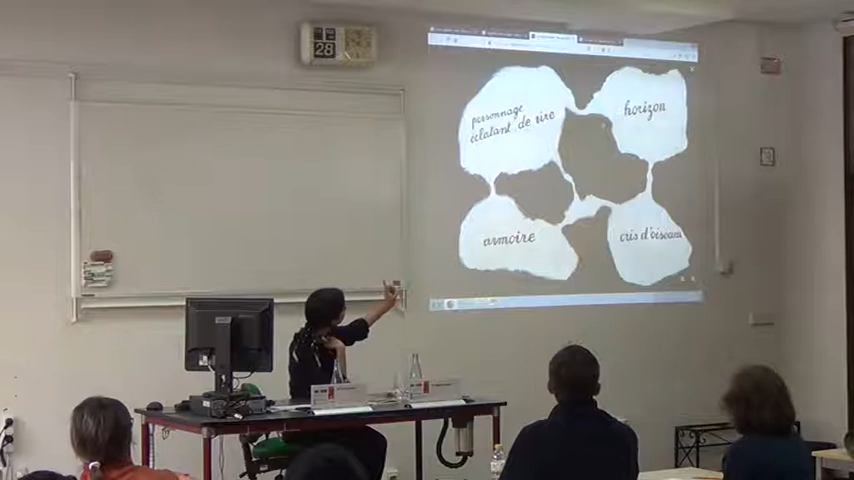 28
personnage
éclatant de rire
horizon
armoire
cris d'oiseaux